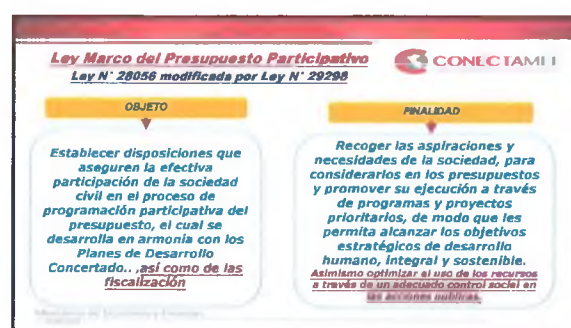 Ley Marco del Presupuesto Participativo
Ley N° 28056 modificada por Ley N° 29298
CONECTAMEF
OBJETO
Establecer disposiciones que
aseguren la efectiva
participación de la sociedad
civil en el proceso de
programación participativa del
presupuesto, el cual se
desarrolla en armonía con los
Planes de Desarrollo
Concertado.. ,así como de las
fiscalización
FINALIDAD
Recoger las aspiraciones y
necesidades de la sociedad, para
considerarlos en los presupuestos
y promover su ejecución a través
de programas y proyectos
prioritarios, de modo que les
permita alcanzar los objetivos
estratégicos de desarrollo
humano, integral y sostenible.
Asimismo optimizar el uso de los recursos
a través de un adecuado control social en
las acciones publicas.